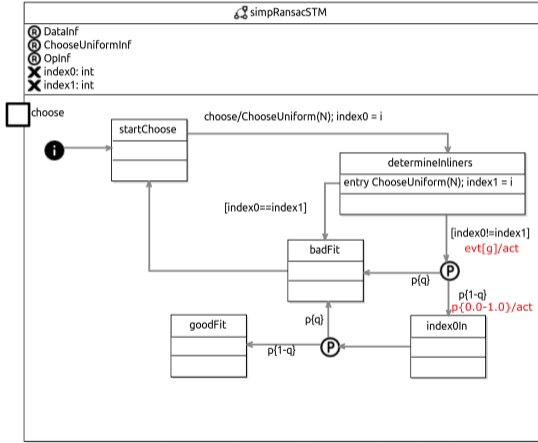 simpRansacSTM
R DataInf
R ChooseUniformInf
R OpInf
index0: int
index1: int
choose
startChoose
choose/ChooseUniform(N); index0 = i
i
determineInliners
entry ChooseUniform(N); index1 = i
[index0==index1]
[index0!=index1]
evt[g]/act
badFit
P
p{q}
p{1-q}
p{0.0-1.0}/act
goodFit
p{q}
index0In
p{1-q}
P